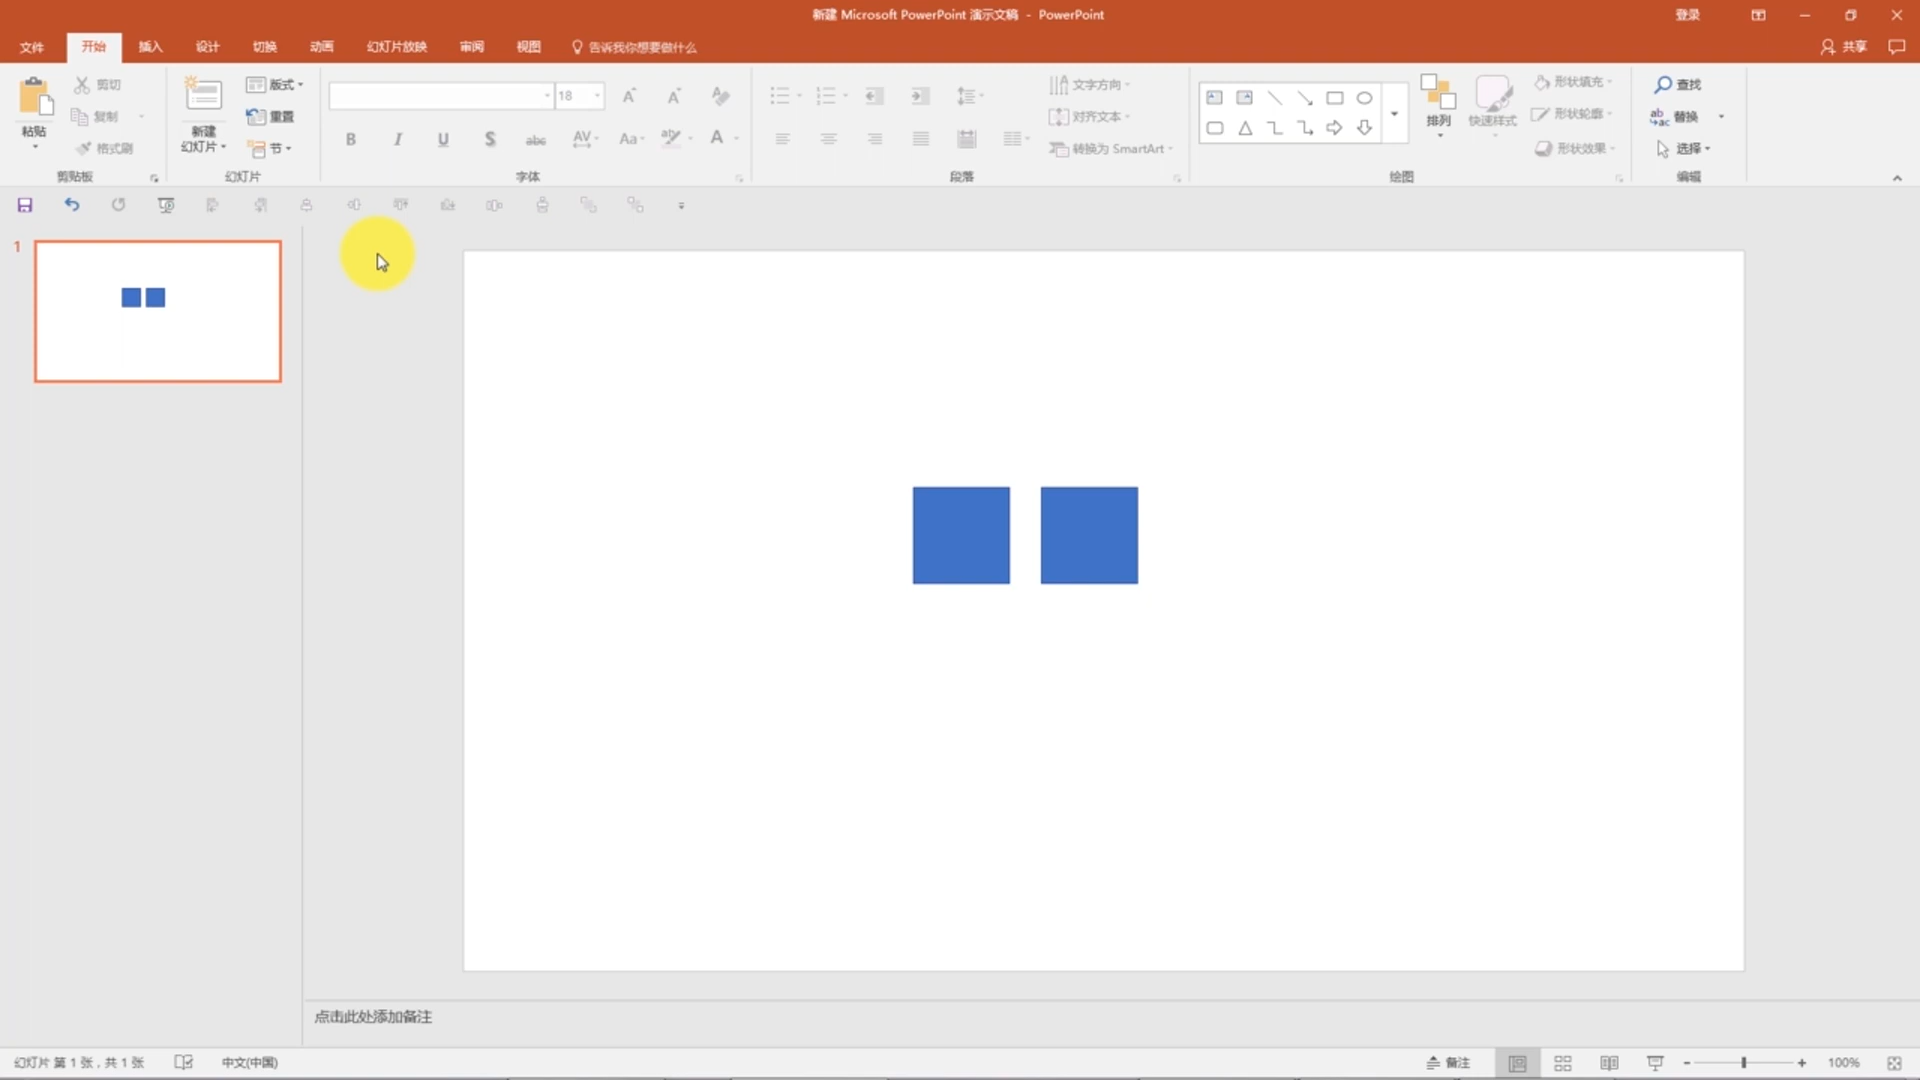 新建 Microsoft PowerPoint 演示文稿 - PowerPoint
登录
文件 开始 插入 设计 切换 动画 幻灯片放映 审阅 视图 告诉我你想要做什么 共享
粘贴
剪切
复制
格式刷
剪贴板
新建
幻灯片
版式
重置
节
幻灯片
18
B I U S abc AV Aa A
字体
文字方向
对齐文本
转换为 SmartArt
段落
排列
快速样式
形状填充
形状轮廓
形状效果
绘图
查找
替换
选择
编辑
1
点击此处添加备注
幻灯片 第 1 张，共 1 张 中文(中国) 备注 100%